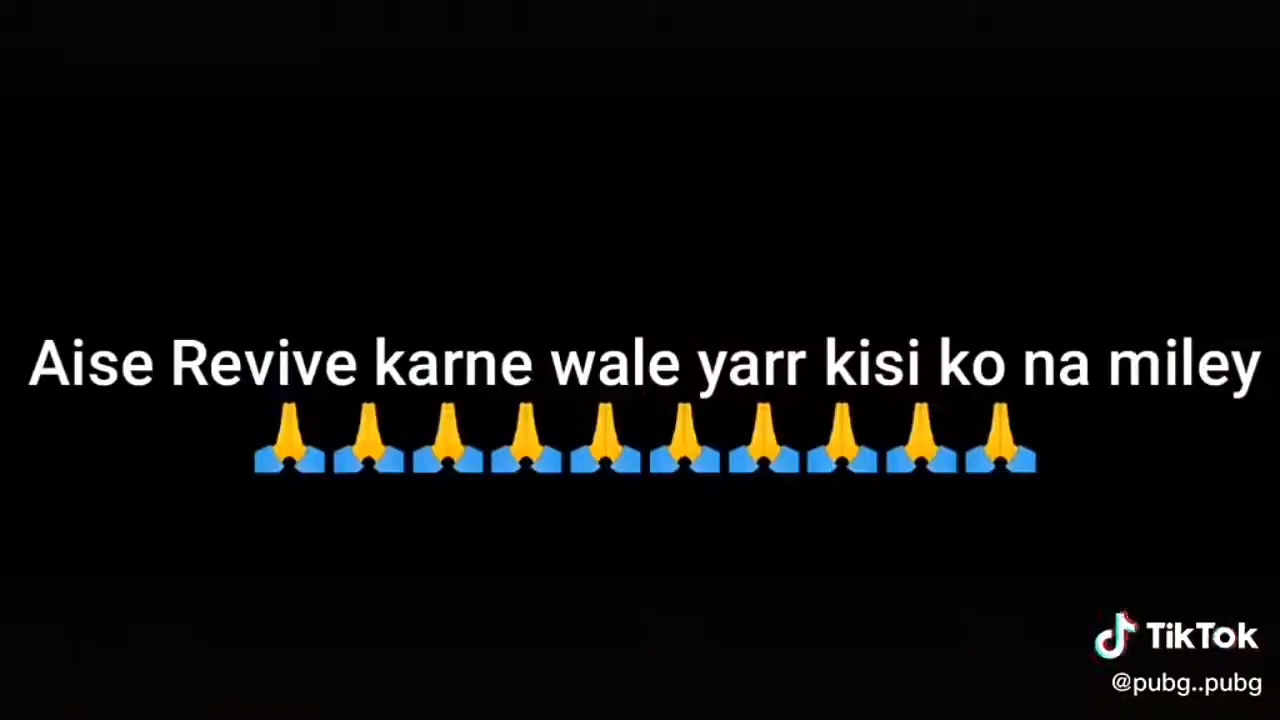 Aise Revive karne wale yarr kisi ko na miley
🙏🙏🙏🙏🙏🙏🙏🙏🙏🙏
TikTok
@pubg..pubg